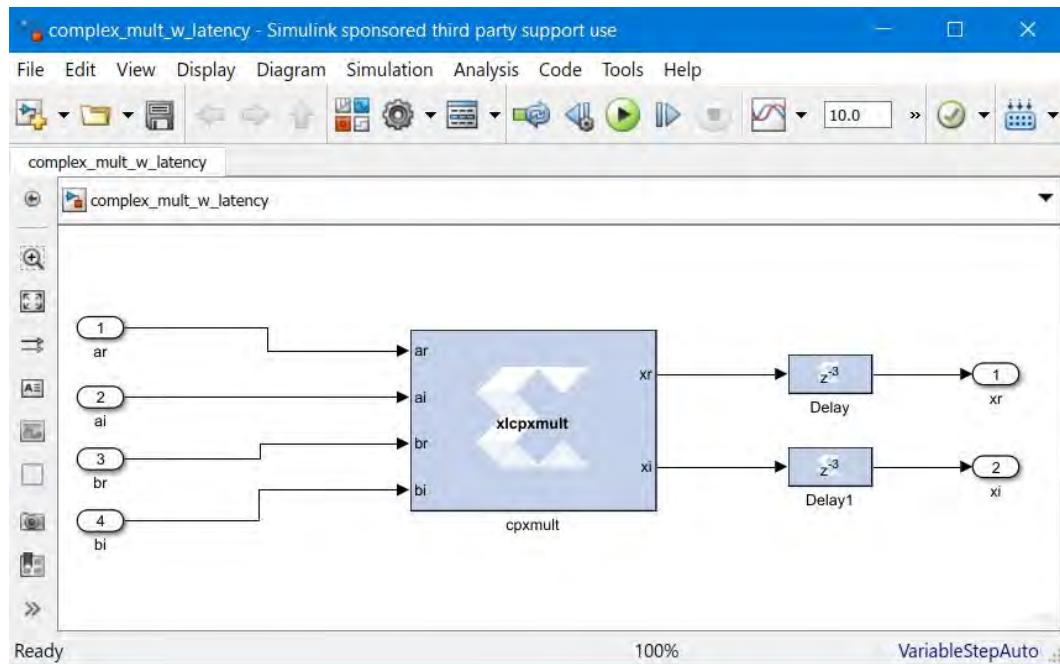 complex_mult_w_latency - Simulink sponsored third party support use
File Edit View Display Diagram Simulation Analysis Code Tools Help
10.0 »
complex_mult_w_latency
complex_mult_w_latency
1
ar
2
ai
3
br
4
bi
ar
ai
br
bi
xlcpxmult
xr
xi
cpxmult
z-3
Delay
z-3
Delay1
1
xr
2
xi
»
Ready 100% VariableStepAuto